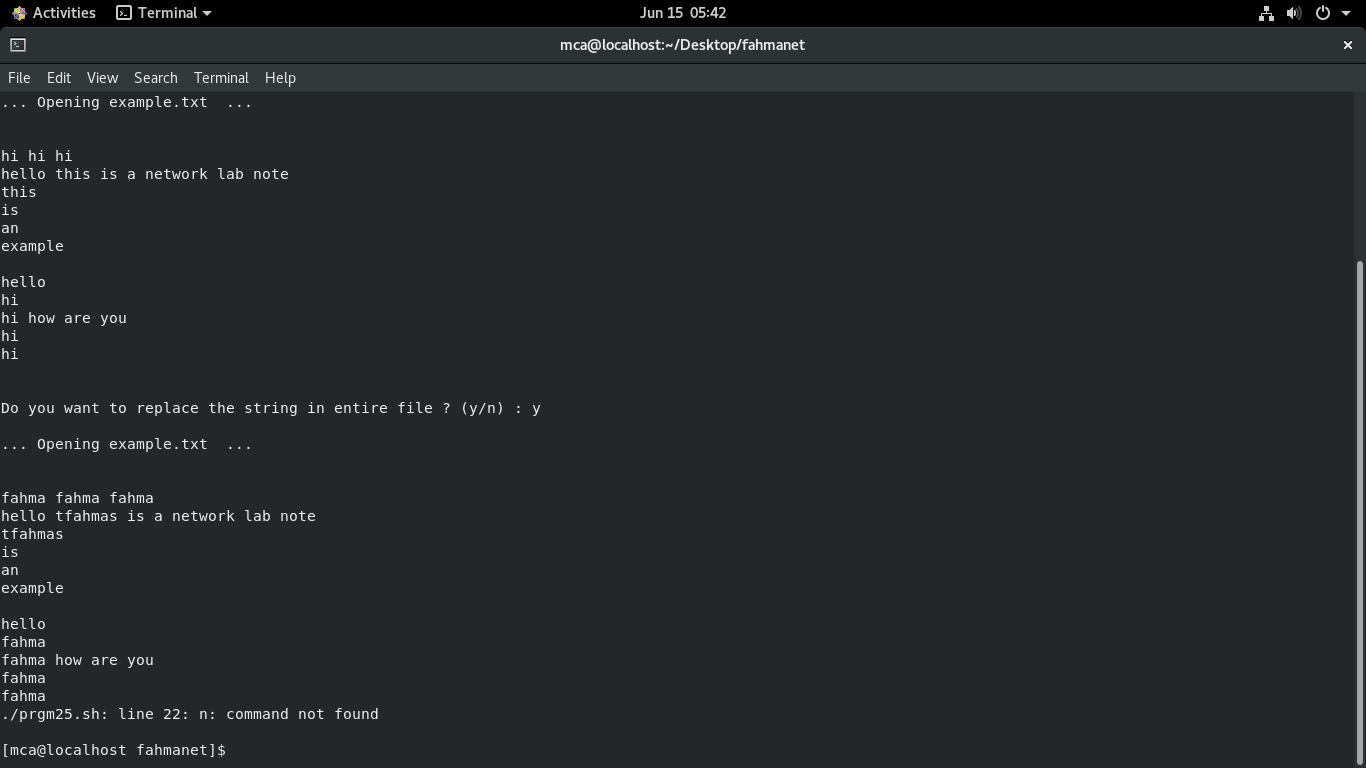 Activities Terminal Jun 15 05:42
mca@localhost:~/Desktop/fahmanet ×
File Edit View Search Terminal Help
... Opening example.txt  ...
hi hi hi
hello this is a network lab note
this
is
an
example
hello
hi
hi how are you
hi
hi
Do you want to replace the string in entire file ? (y/n) : y
... Opening example.txt  ...
fahma fahma fahma
hello tfahmas is a network lab note
tfahmas
is
an
example
hello
fahma
fahma how are you
fahma
fahma
./prgm25.sh: line 22: n: command not found
[mca@localhost fahmanet]$